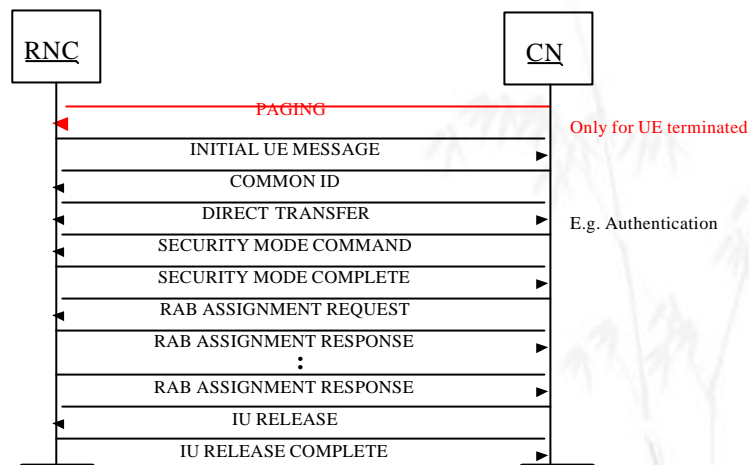 RNC
CN
PAGING
Only for UE terminated
INITIAL UE MESSAGE
COMMON ID
DIRECT TRANSFER
E.g. Authentication
SECURITY MODE COMMAND
SECURITY MODE COMPLETE
RAB ASSIGNMENT REQUEST
RAB ASSIGNMENT RESPONSE
:
RAB ASSIGNMENT RESPONSE
IU RELEASE
IU RELEASE COMPLETE